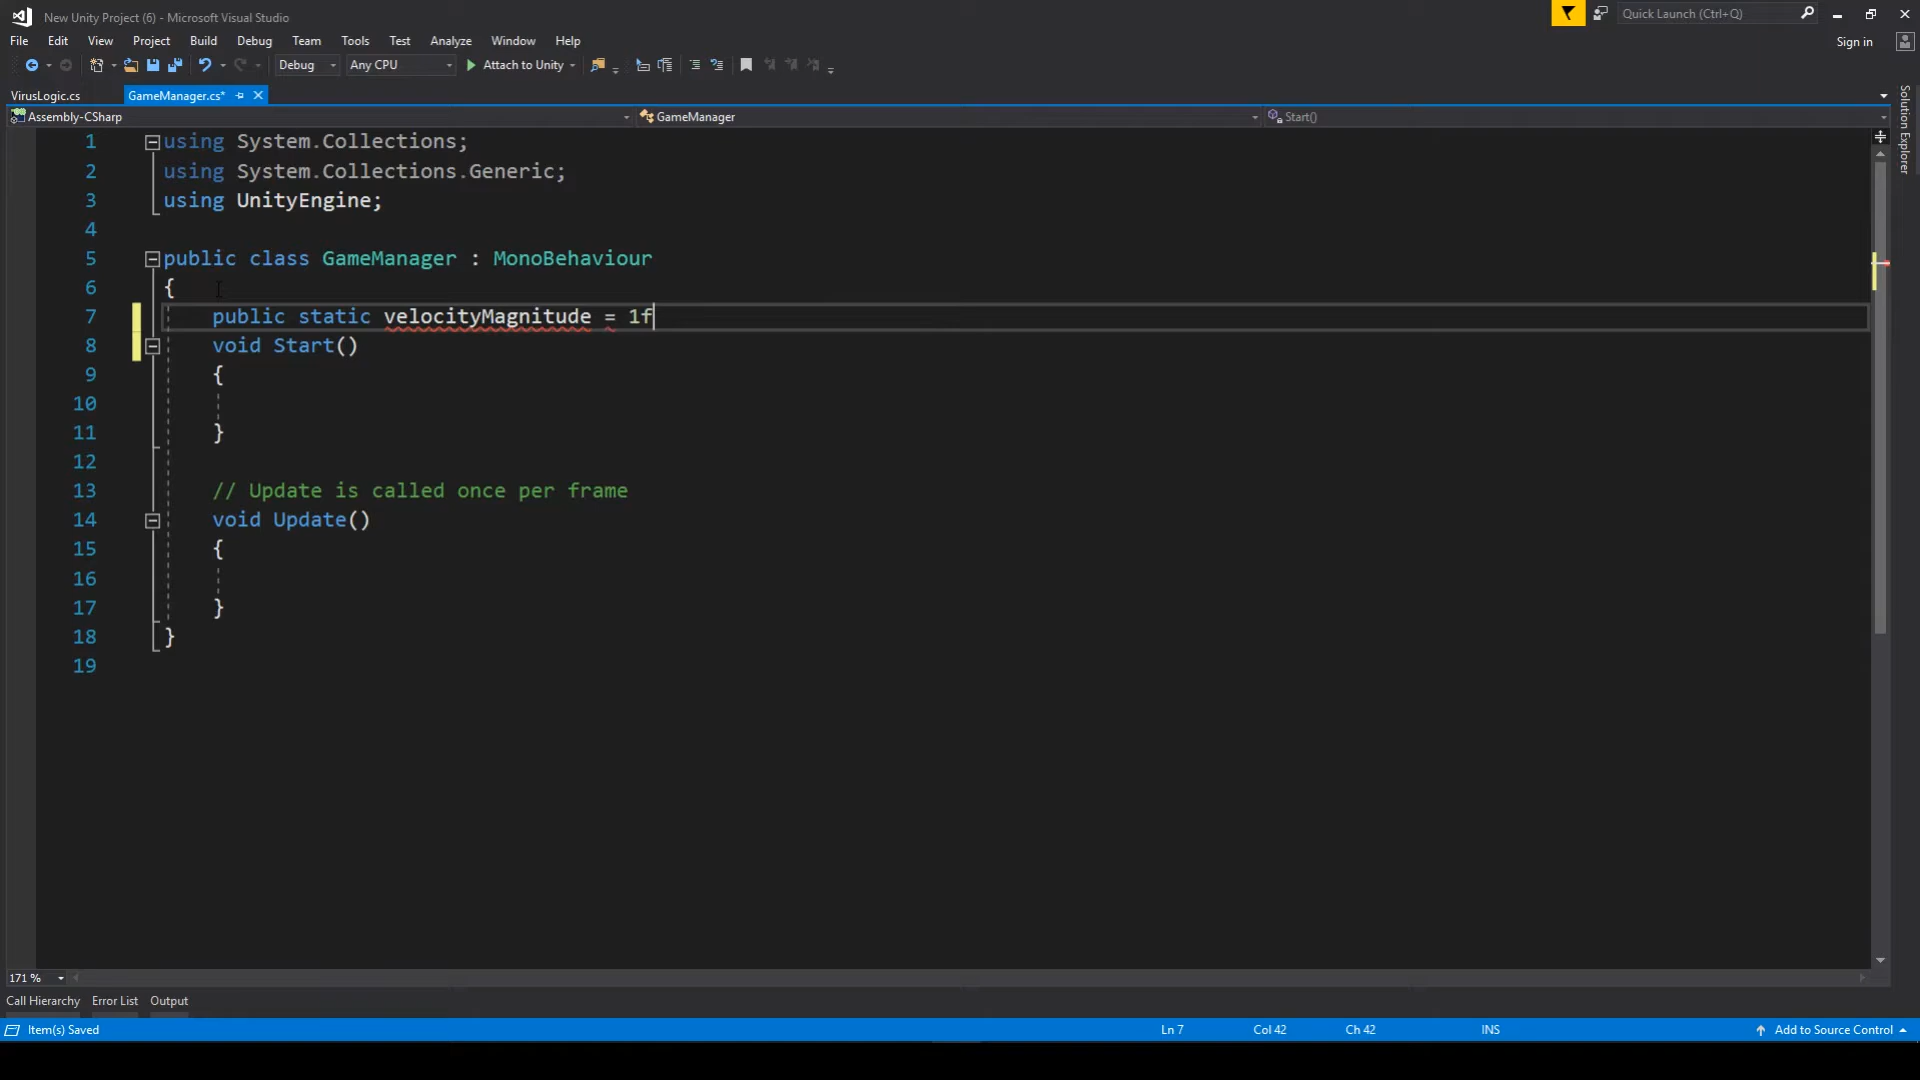 New Unity Project (6) - Microsoft Visual Studio
Quick Launch (Ctrl+Q)
File Edit View Project Build Debug Team Tools Test Analyze Window Help
Sign in
Debug Any CPU Attach to Unity
VirusLogic.cs GameManager.cs*
Assembly-CSharp GameManager Start()
Solution Explorer
1 using System.Collections;
2 using System.Collections.Generic;
3 using UnityEngine;
4
5 public class GameManager : MonoBehaviour
6 {
7 public static velocityMagnitude = 1f
8 void Start()
9 {
10
11 }
12
13 // Update is called once per frame
14 void Update()
15 {
16
17 }
18 }
19
171 %
Call Hierarchy Error List Output
Item(s) Saved Ln 7 Col 42 Ch 42 INS Add to Source Control